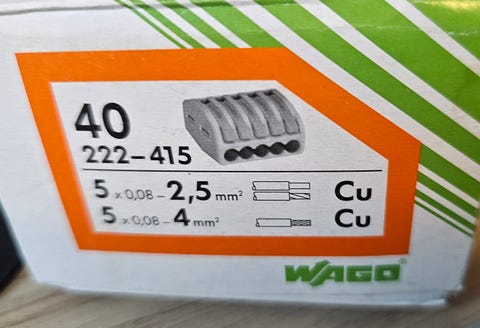 40
222-415
5 x 0,08 - 2,5 mm² Cu
5 x 0,08 - 4 mm² Cu
WAGO